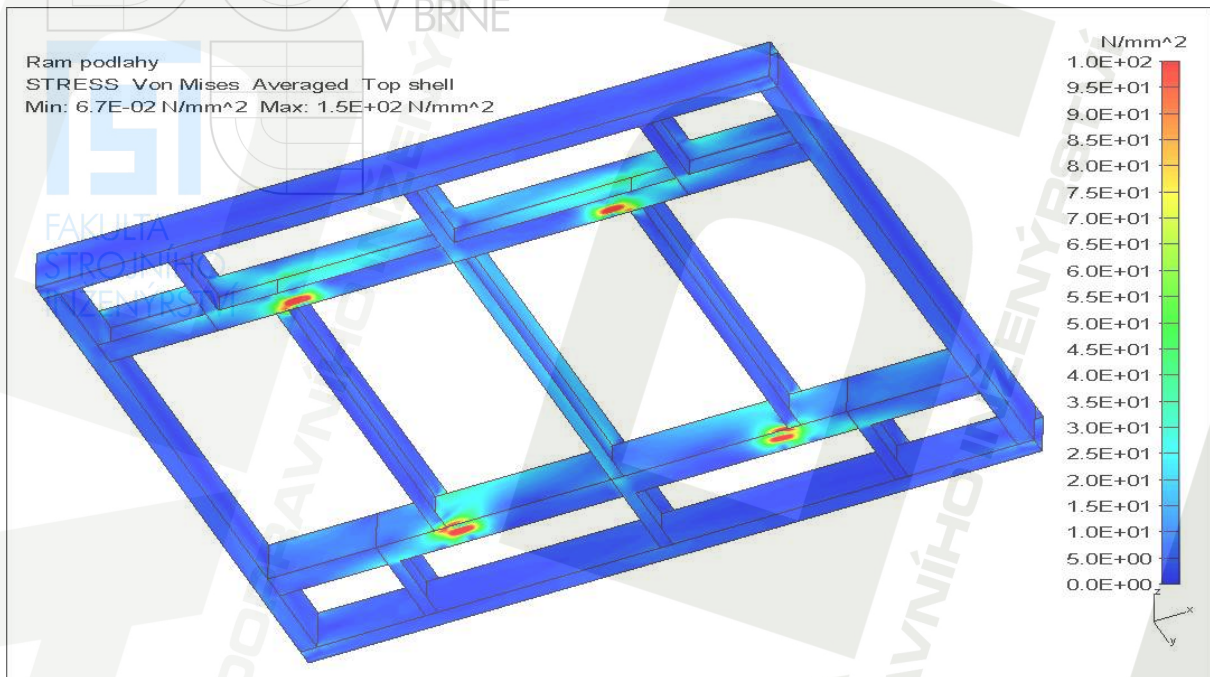 V BRNĚ
Ram podlahy
STRESS Von Mises Averaged Top shell
Min: 6.7E-02 N/mm^2 Max: 1.5E+02 N/mm^2
FAKULTA
STROJNÍHO
INŽENÝRSTVÍ
N/mm^2
1.0E+02
9.5E+01
9.0E+01
8.5E+01
8.0E+01
7.5E+01
7.0E+01
6.5E+01
6.0E+01
5.5E+01
5.0E+01
4.5E+01
4.0E+01
3.5E+01
3.0E+01
2.5E+01
2.0E+01
1.5E+01
1.0E+01
5.0E+00
0.0E+00
z
x
y